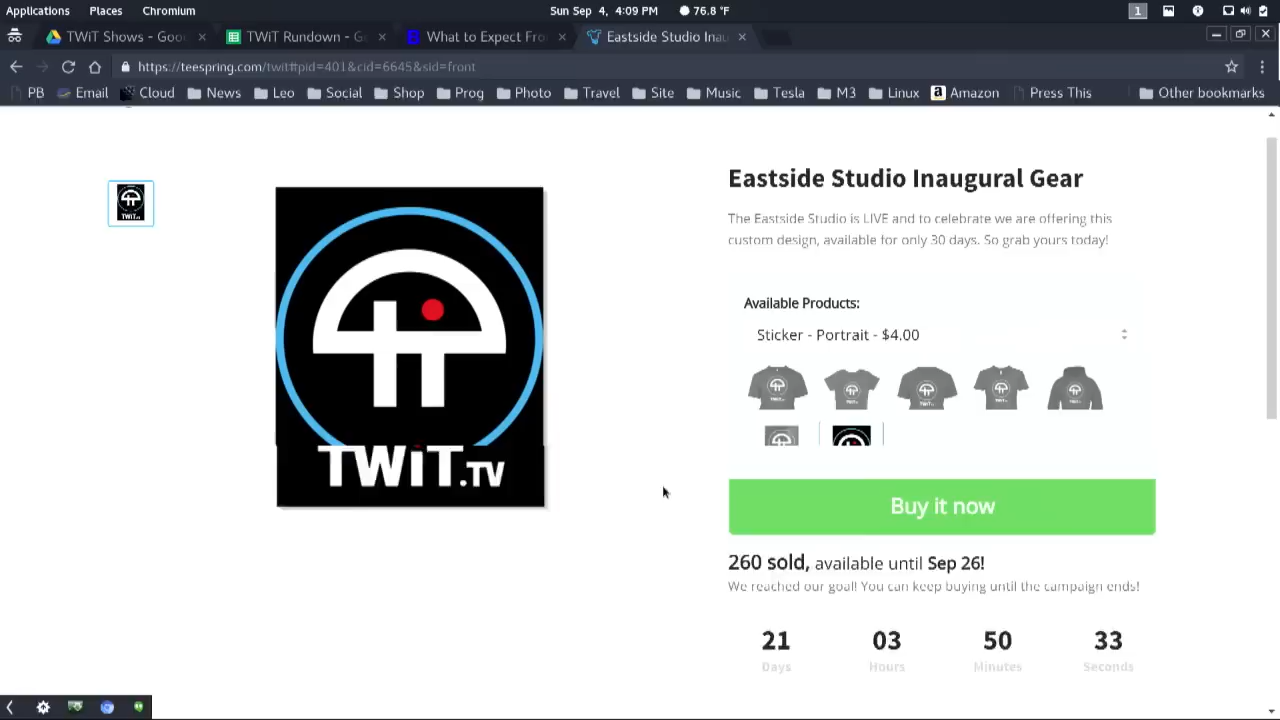 Applications Places Chromium Sun Sep 4, 4:09 PM 76.8 °F 1
TWiT Shows - Goo
TWiT Rundown - G
What to Expect Fro
Eastside Studio Inau
https://teespring.com/twit#pid=401&cid=6645&sid=front
PB Email Cloud News Leo Social Shop Prog Photo Travel Site Music Tesla M3 Linux Amazon Press This Other bookmarks
TWiT.TV
Eastside Studio Inaugural Gear
The Eastside Studio is LIVE and to celebrate we are offering this
custom design, available for only 30 days. So grab yours today!
Available Products:
Sticker - Portrait - $4.00
Buy it now
260 sold, available until Sep 26!
We reached our goal! You can keep buying until the campaign ends!
21 03 50 33
Days Hours Minutes Seconds